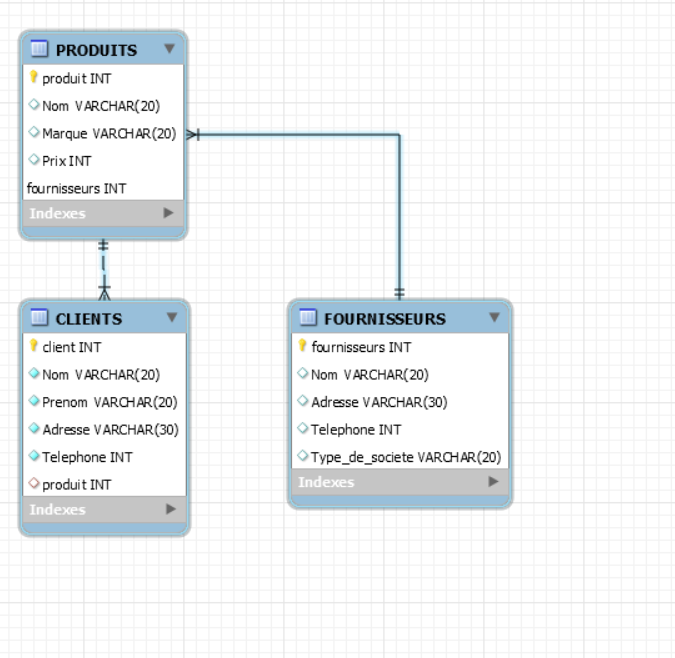 PRODUITS
produit INT
Nom VARCHAR(20)
Marque VARCHAR(20)
Prix INT
fournisseurs INT
Indexes
CLIENTS
client INT
Nom VARCHAR(20)
Prenom VARCHAR(20)
Adresse VARCHAR(30)
Telephone INT
produit INT
Indexes
FOURNISSEURS
fournisseurs INT
Nom VARCHAR(20)
Adresse VARCHAR(30)
Telephone INT
Type_de_societe VARCHAR(20)
Indexes